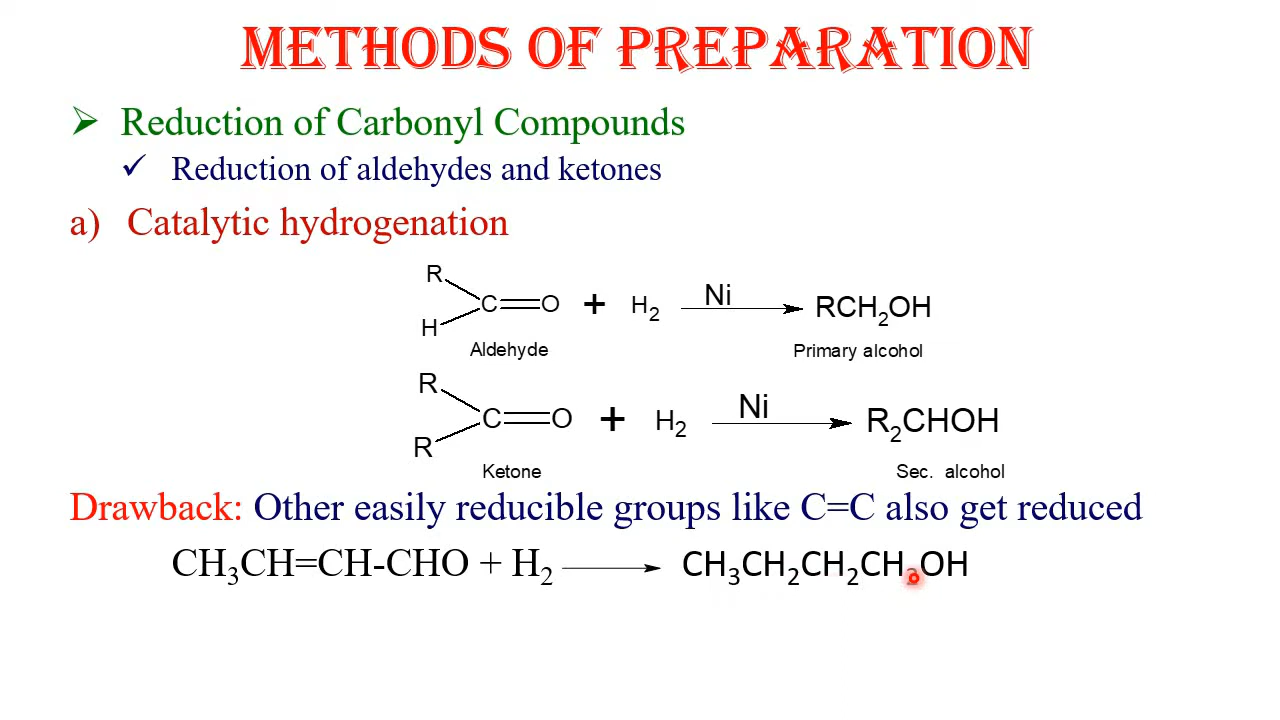 METHODS OF PREPARATION
➢ Reduction of Carbonyl Compounds
✓ Reduction of aldehydes and ketones
a) Catalytic hydrogenation
R
H
C=O + H₂ Ni RCH₂OH
Aldehyde Primary alcohol
R
R
C=O + H₂ Ni R₂CHOH
Ketone Sec. alcohol
Drawback: Other easily reducible groups like C=C also get reduced
CH₃CH=CH-CHO + H₂ ⟶ CH₃CH₂CH₂CH₂OH